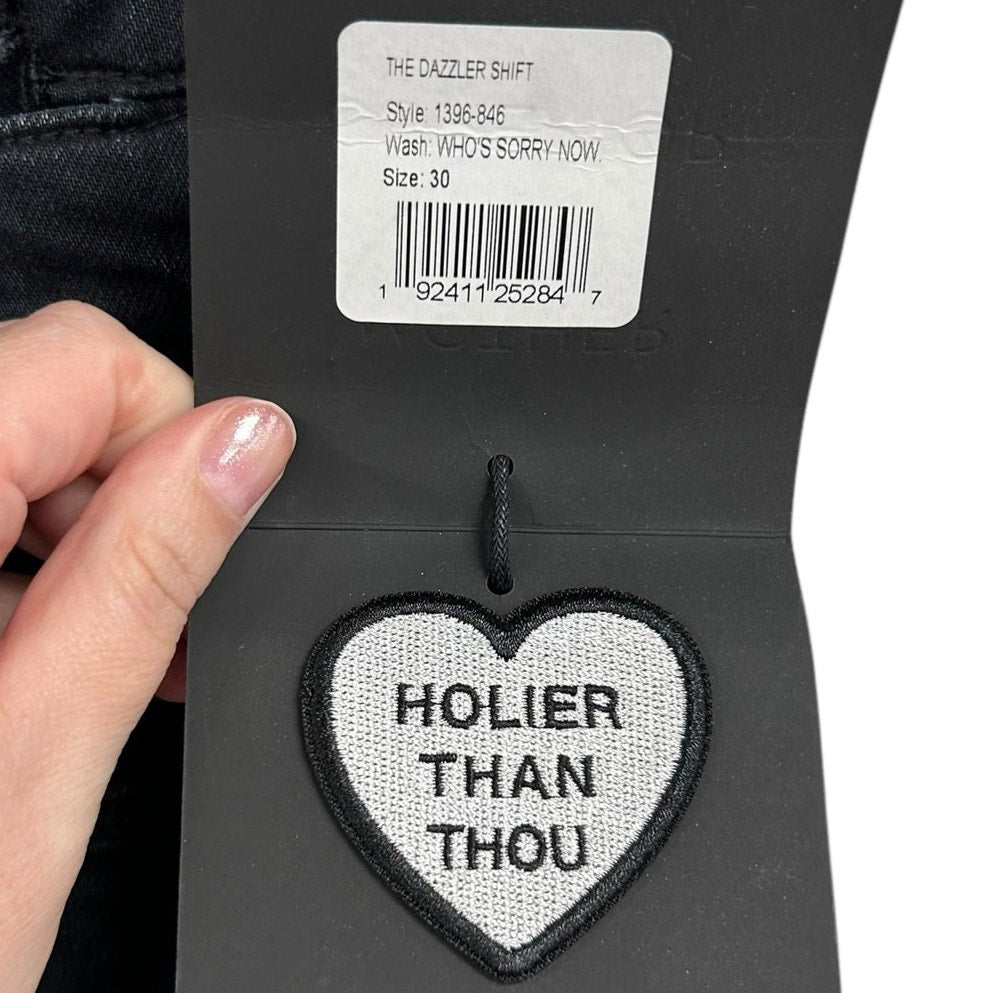 THE DAZZLER SHIFT
Style: 1396-846
Wash: WHO'S SORRY NOW.
Size: 30
1 92411 25284 7
HOLIER
THAN
THOU